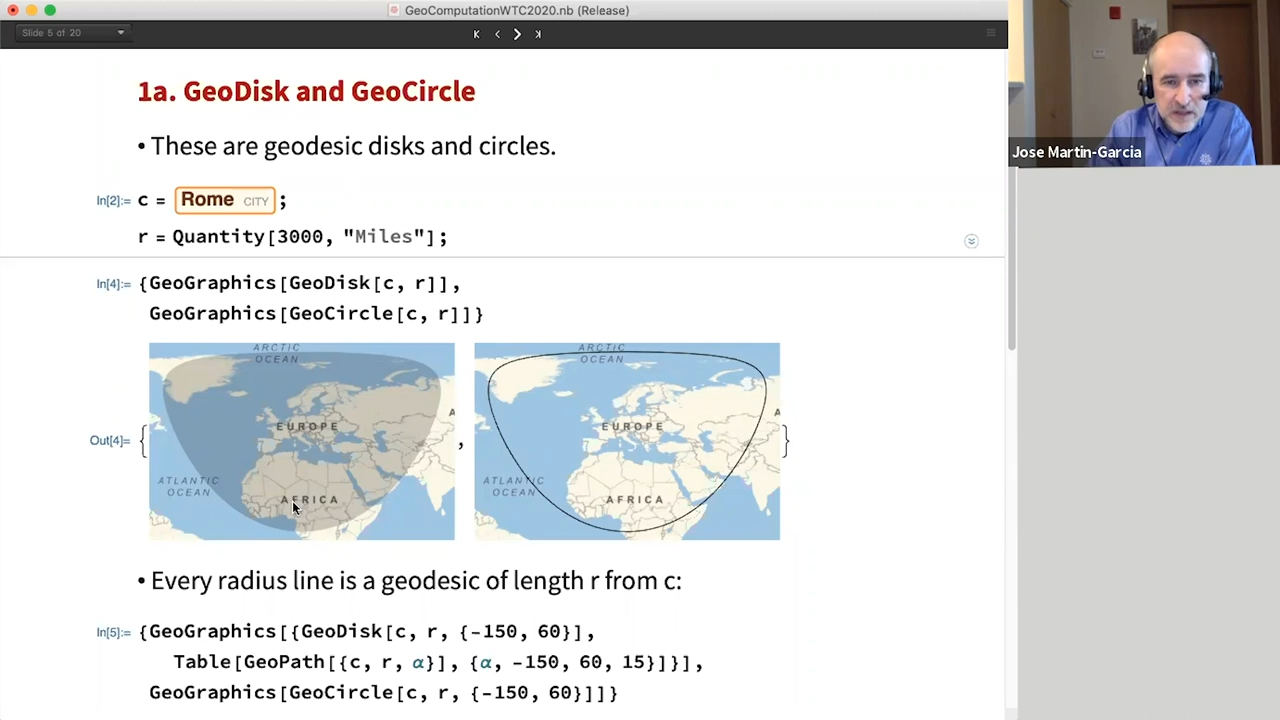 GeoComputationWTC2020.nb (Release)
Slide 5 of 20
1a. GeoDisk and GeoCircle
• These are geodesic disks and circles.
In[2]:= c = Rome CITY ;
r = Quantity[3000, "Miles"];
In[4]:= {GeoGraphics[GeoDisk[c, r]],
GeoGraphics[GeoCircle[c, r]]}
Out[4]= { , }
ARCTIC
OCEAN
EUROPE
A
ATLANTIC
OCEAN
AFRICA
ARCTIC
OCEAN
EUROPE
A
ATLANTIC
OCEAN
AFRICA
• Every radius line is a geodesic of length r from c:
In[5]:= {GeoGraphics[{GeoDisk[c, r, {-150, 60}],
Table[GeoPath[{c, r, α}], {α, -150, 60, 15}]}],
GeoGraphics[GeoCircle[c, r, {-150, 60}]]}
Jose Martin-Garcia